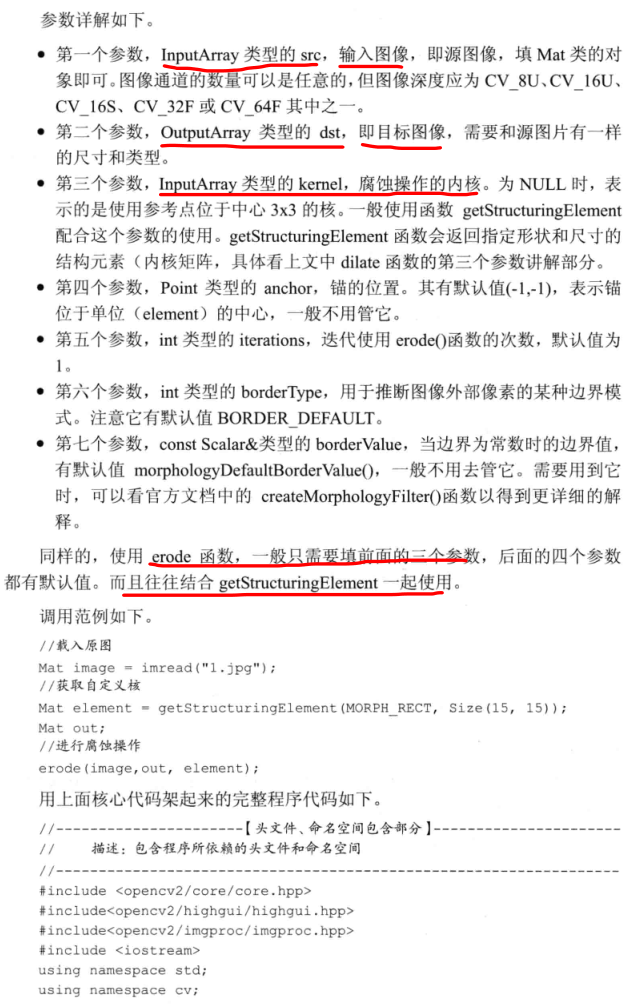 参数详解如下。
● 第一个参数，InputArray 类型的 src，输入图像，即源图像，填 Mat 类的对
象即可。图像通道的数量可以是任意的，但图像深度应为 CV_8U、CV_16U、
CV_16S、CV_32F 或 CV_64F 其中之一。
● 第二个参数，OutputArray 类型的 dst，即目标图像，需要和源图片有一样
的尺寸和类型。
● 第三个参数，InputArray 类型的 kernel，腐蚀操作的内核。为 NULL 时，表
示的是使用参考点位于中心 3x3 的核。一般使用函数 getStructuringElement
配合这个参数的使用。getStructuringElement 函数会返回指定形状和尺寸的
结构元素（内核矩阵，具体看上文中 dilate 函数的第三个参数讲解部分。
● 第四个参数，Point 类型的 anchor，锚的位置。其有默认值(-1,-1)，表示锚
位于单位（element）的中心，一般不用管它。
● 第五个参数，int 类型的 iterations，迭代使用 erode()函数的次数，默认值为
1。
● 第六个参数，int 类型的 borderType，用于推断图像外部像素的某种边界模
式。注意它有默认值 BORDER_DEFAULT。
● 第七个参数，const Scalar&类型的 borderValue，当边界为常数时的边界值，
有默认值 morphologyDefaultBorderValue()，一般不用去管它。需要用到它
时，可以看官方文档中的 createMorphologyFilter()函数以得到更详细的解
释。
同样的，使用 erode 函数，一般只需要填前面的三个参数，后面的四个参数
都有默认值。而且往往结合 getStructuringElement 一起使用。
调用范例如下。
//载入原图
Mat image = imread("1.jpg");
//获取自定义核
Mat element = getStructuringElement(MORPH_RECT, Size(15, 15));
Mat out;
//进行腐蚀操作
erode(image,out, element);
用上面核心代码架起来的完整程序代码如下。
//----------------------【头文件、命名空间包含部分】----------------------
// 描述：包含程序所依赖的头文件和命名空间
//------------------------------------------------------------------
#include <opencv2/core/core.hpp>
#include<opencv2/highgui/highgui.hpp>
#include<opencv2/imgproc/imgproc.hpp>
#include <iostream>
using namespace std;
using namespace cv;